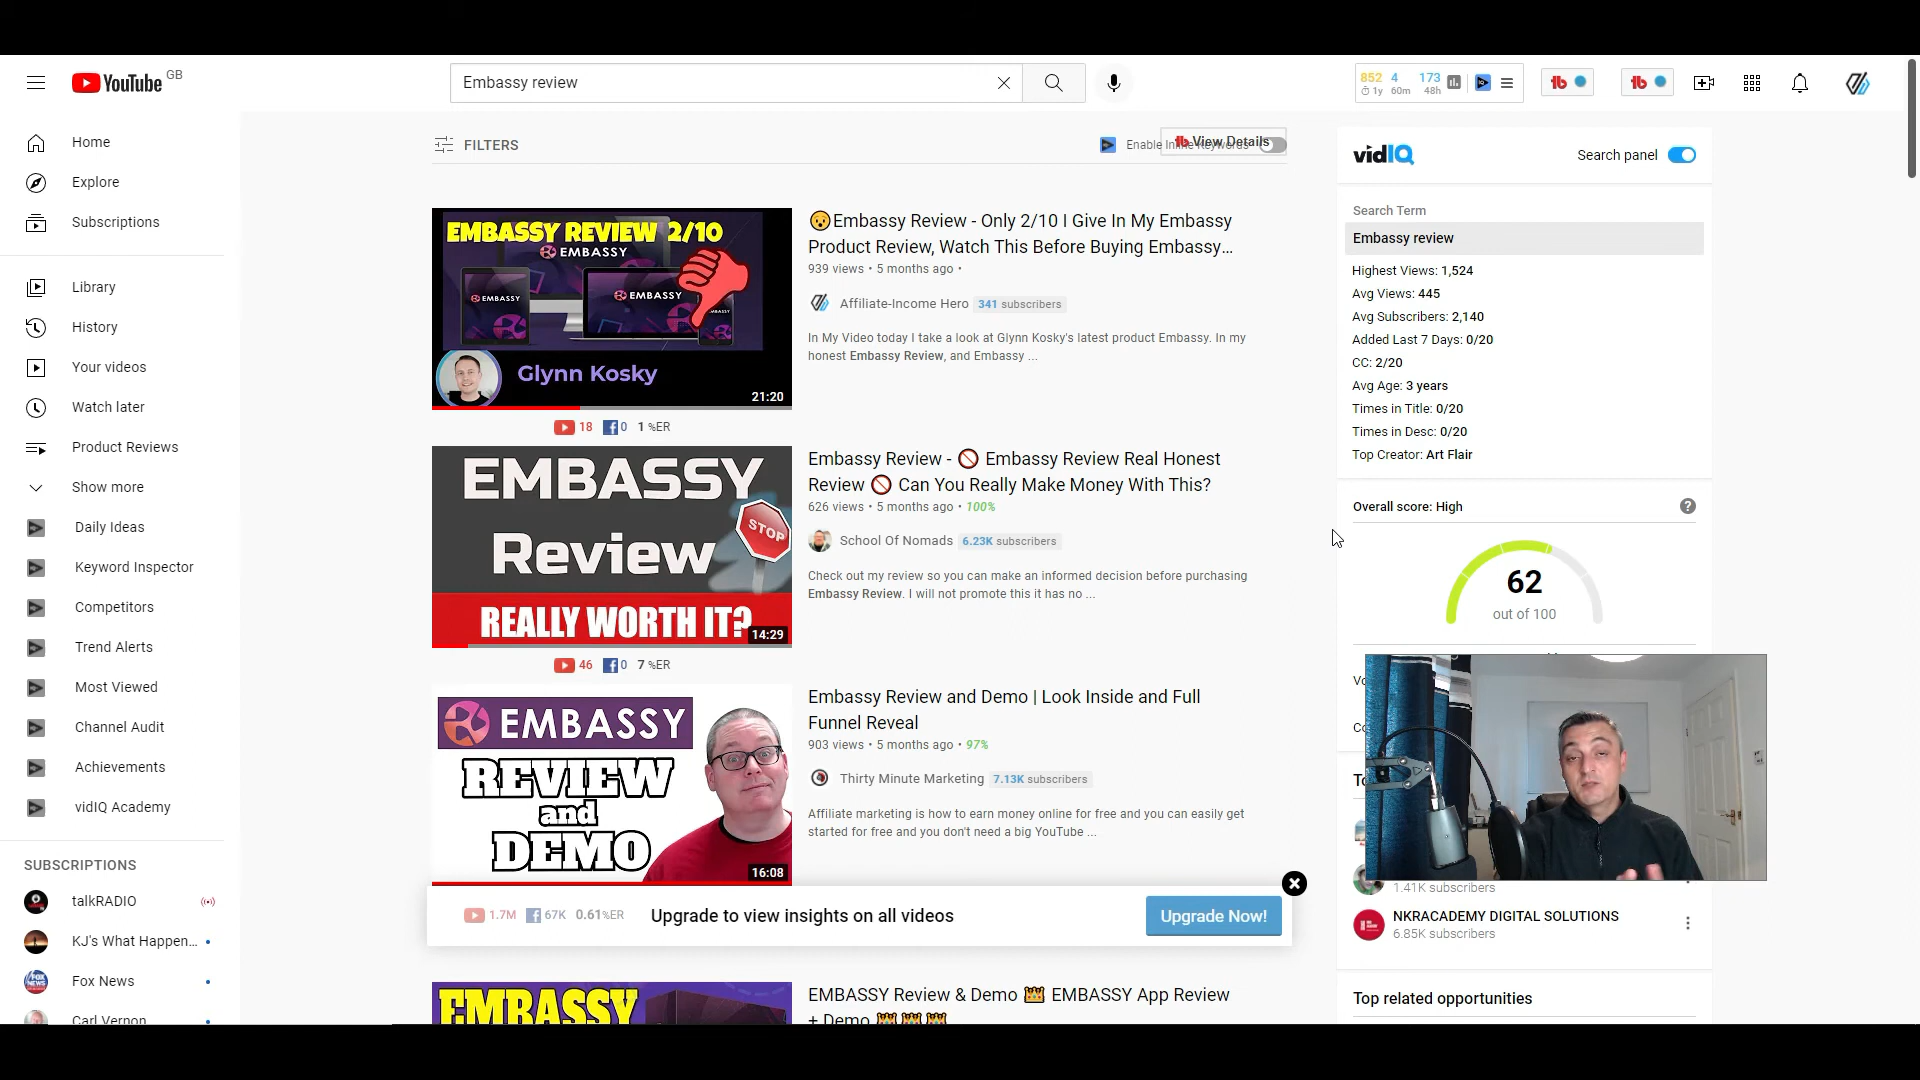 YouTube GB
Embassy review
852 4 173
1y 60m 48h
Home
Explore
Subscriptions
Library
History
Your videos
Watch later
Product Reviews
Show more
Daily Ideas
Keyword Inspector
Competitors
Trend Alerts
Most Viewed
Channel Audit
Achievements
vidIQ Academy
SUBSCRIPTIONS
talkRADIO
KJ's What Happen...
Fox News
Carl Vernon
FILTERS
Enable Inline Keywords
View Details
EMBASSY REVIEW 2/10
EMBASSY
EMBASSY
EMBASSY
EMBASSY
Glynn Kosky
21:20
Embassy Review - Only 2/10 I Give In My Embassy
Product Review, Watch This Before Buying Embassy...
939 views • 5 months ago •
Affiliate-Income Hero 341 subscribers
In My Video today I take a look at Glynn Kosky's latest product Embassy. In my
honest Embassy Review, and Embassy ...
18 0 1 %ER
EMBASSY
Review
STOP
REALLY WORTH IT?
14:29
Embassy Review - 🚫 Embassy Review Real Honest
Review 🚫 Can You Really Make Money With This?
626 views • 5 months ago • 100%
School Of Nomads 6.23K subscribers
Check out my review so you can make an informed decision before purchasing
Embassy Review. I will not promote this it has no ...
46 0 7 %ER
EMBASSY
REVIEW
and
DEMO
16:08
Embassy Review and Demo | Look Inside and Full
Funnel Reveal
903 views • 5 months ago • 97%
Thirty Minute Marketing 7.13K subscribers
Affiliate marketing is how to earn money online for free and you can easily get
started for free and you don't need a big YouTube ...
1.7M 67K 0.61%ER
Upgrade to view insights on all videos
Upgrade Now!
EMBASSY
EMBASSY Review & Demo 👑 EMBASSY App Review
+ Demo 👑👑👑
vidIQ
Search panel
Search Term
Embassy review
Highest Views: 1,524
Avg Views: 445
Avg Subscribers: 2,140
Added Last 7 Days: 0/20
CC: 2/20
Avg Age: 3 years
Times in Title: 0/20
Times in Desc: 0/20
Top Creator: Art Flair
Overall score: High
62
out of 100
1.41K subscribers
NKRACADEMY DIGITAL SOLUTIONS
6.85K subscribers
Top related opportunities